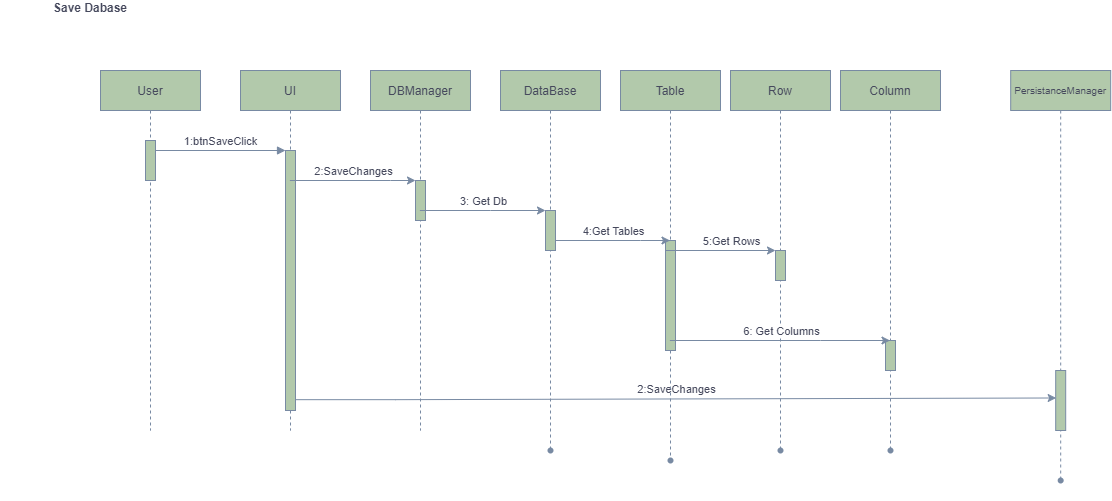 Save Dabase
User
UI
DBManager
DataBase
Table
Row
Column
PersistanceManager
1:btnSaveClick
2:SaveChanges
3: Get Db
4:Get Tables
5:Get Rows
6: Get Columns
2:SaveChanges